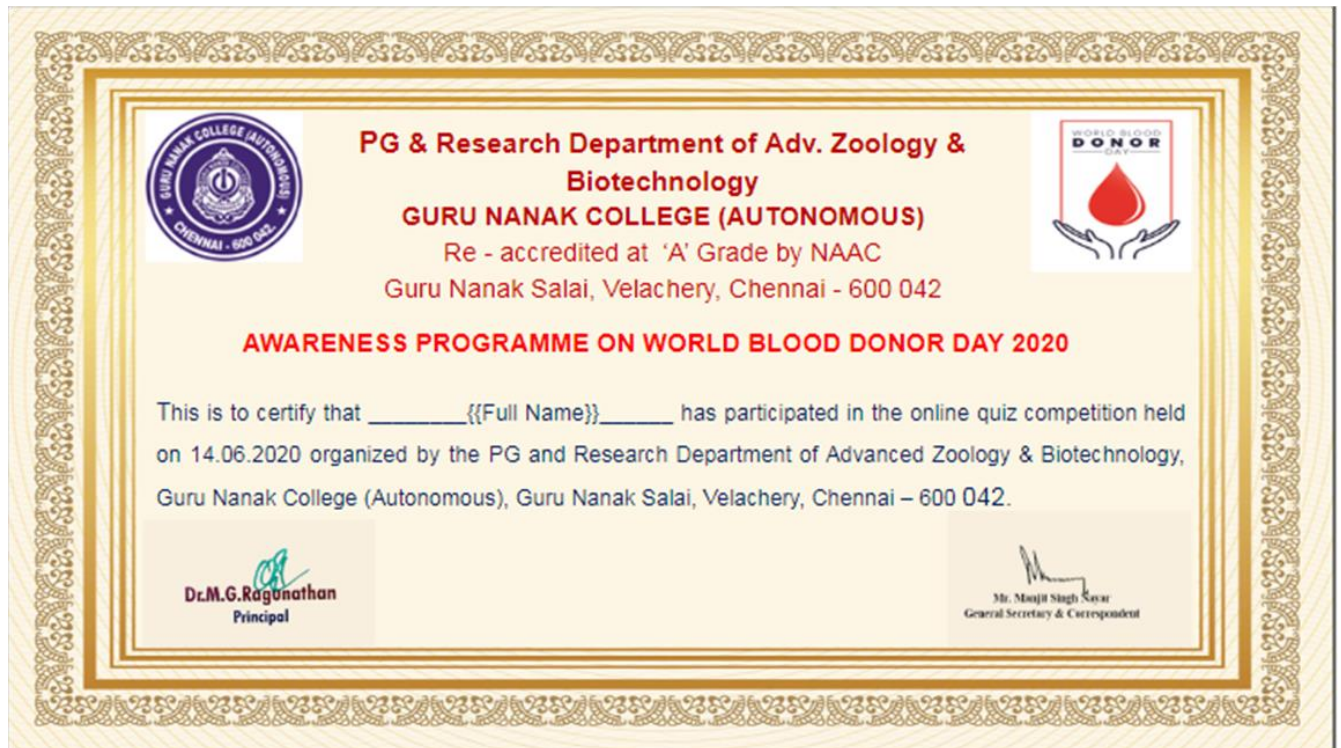 GURU NANAK COLLEGE (AUTONOMOUS)
CHENNAI - 600 042.
PG & Research Department of Adv. Zoology &
Biotechnology
GURU NANAK COLLEGE (AUTONOMOUS)
Re - accredited at 'A' Grade by NAAC
Guru Nanak Salai, Velachery, Chennai - 600 042
WORLD BLOOD
DONOR
DAY
AWARENESS PROGRAMME ON WORLD BLOOD DONOR DAY 2020
This is to certify that ________{{Full Name}}______ has participated in the online quiz competition held
on 14.06.2020 organized by the PG and Research Department of Advanced Zoology & Biotechnology,
Guru Nanak College (Autonomous), Guru Nanak Salai, Velachery, Chennai – 600 042.
Dr.M.G.Ragunathan
Principal
Mr. Manjit Singh Nayar
General Secretary & Correspondent